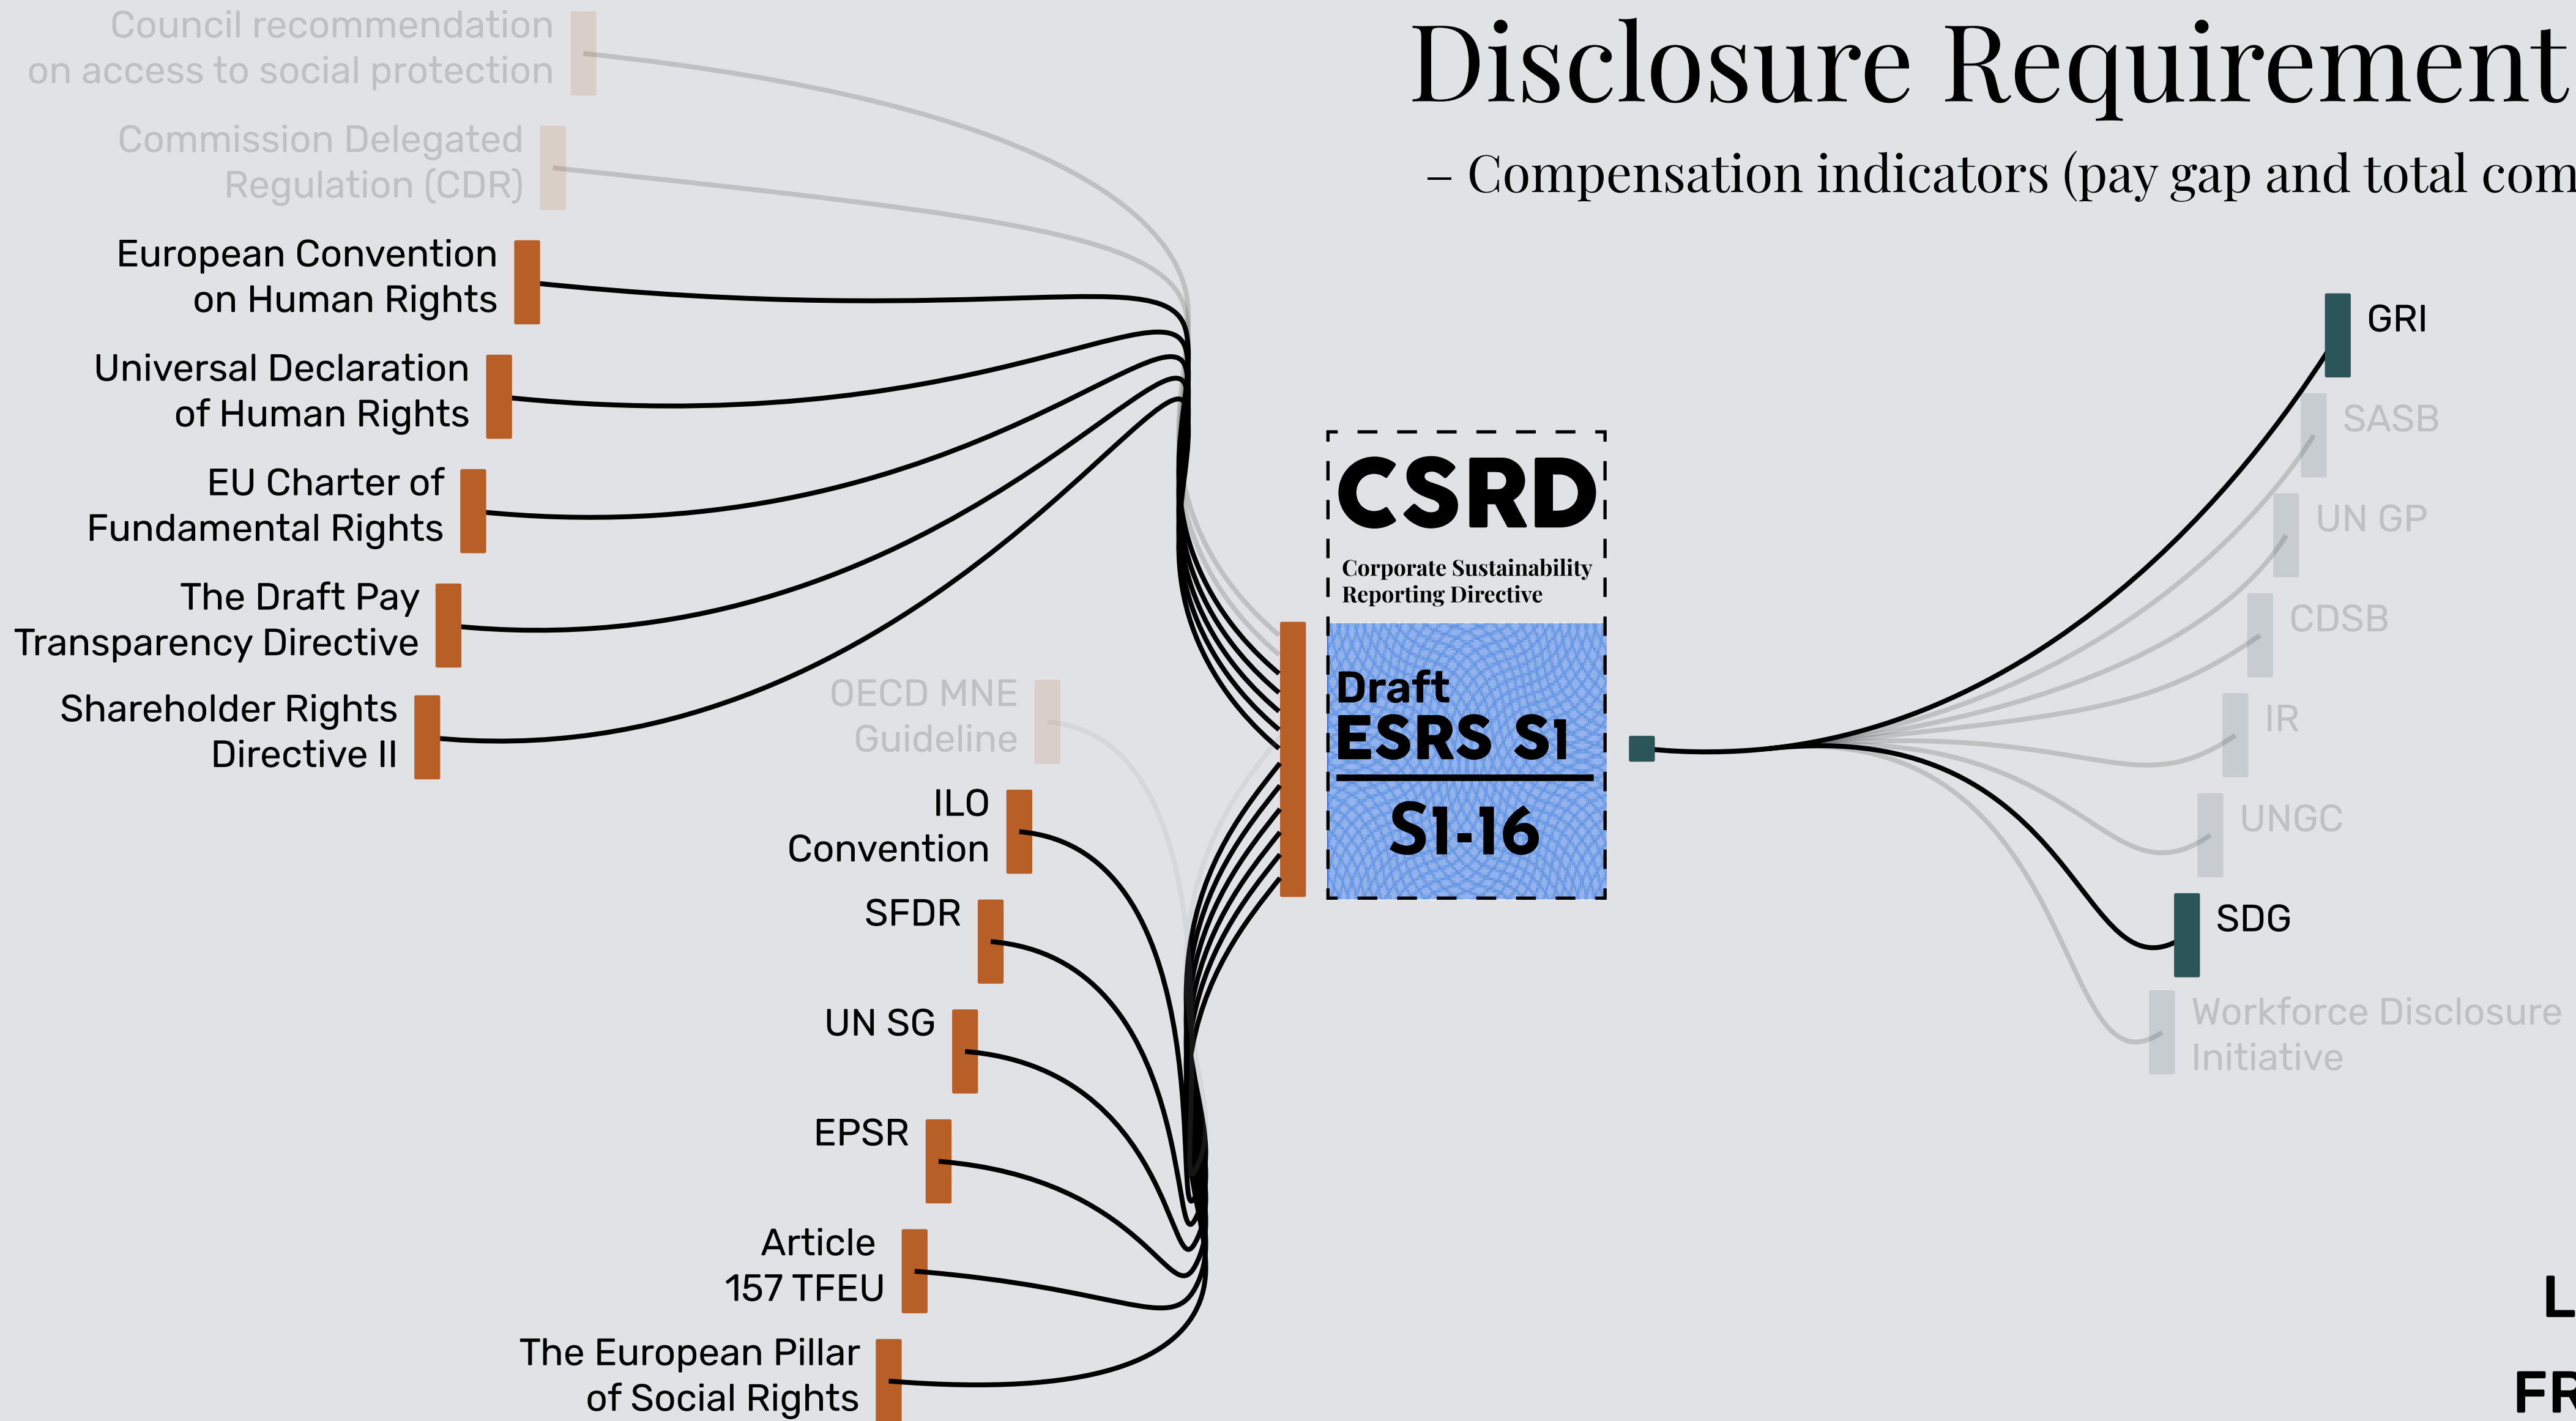 Disclosure Requirement
– Compensation indicators (pay gap and total com
Council recommendation
on access to social protection
Commission Delegated
Regulation (CDR)
European Convention
on Human Rights
Universal Declaration
of Human Rights
EU Charter of
Fundamental Rights
The Draft Pay
Transparency Directive
Shareholder Rights
Directive II
OECD MNE
Guideline
ILO
Convention
SFDR
UN SG
EPSR
Article
157 TFEU
The European Pillar
of Social Rights
CSRD
Corporate Sustainability
Reporting Directive
Draft
ESRS S1
S1-16
GRI
SASB
UN GP
CDSB
IR
UNGC
SDG
Workforce Disclosure
Initiative
L
FR